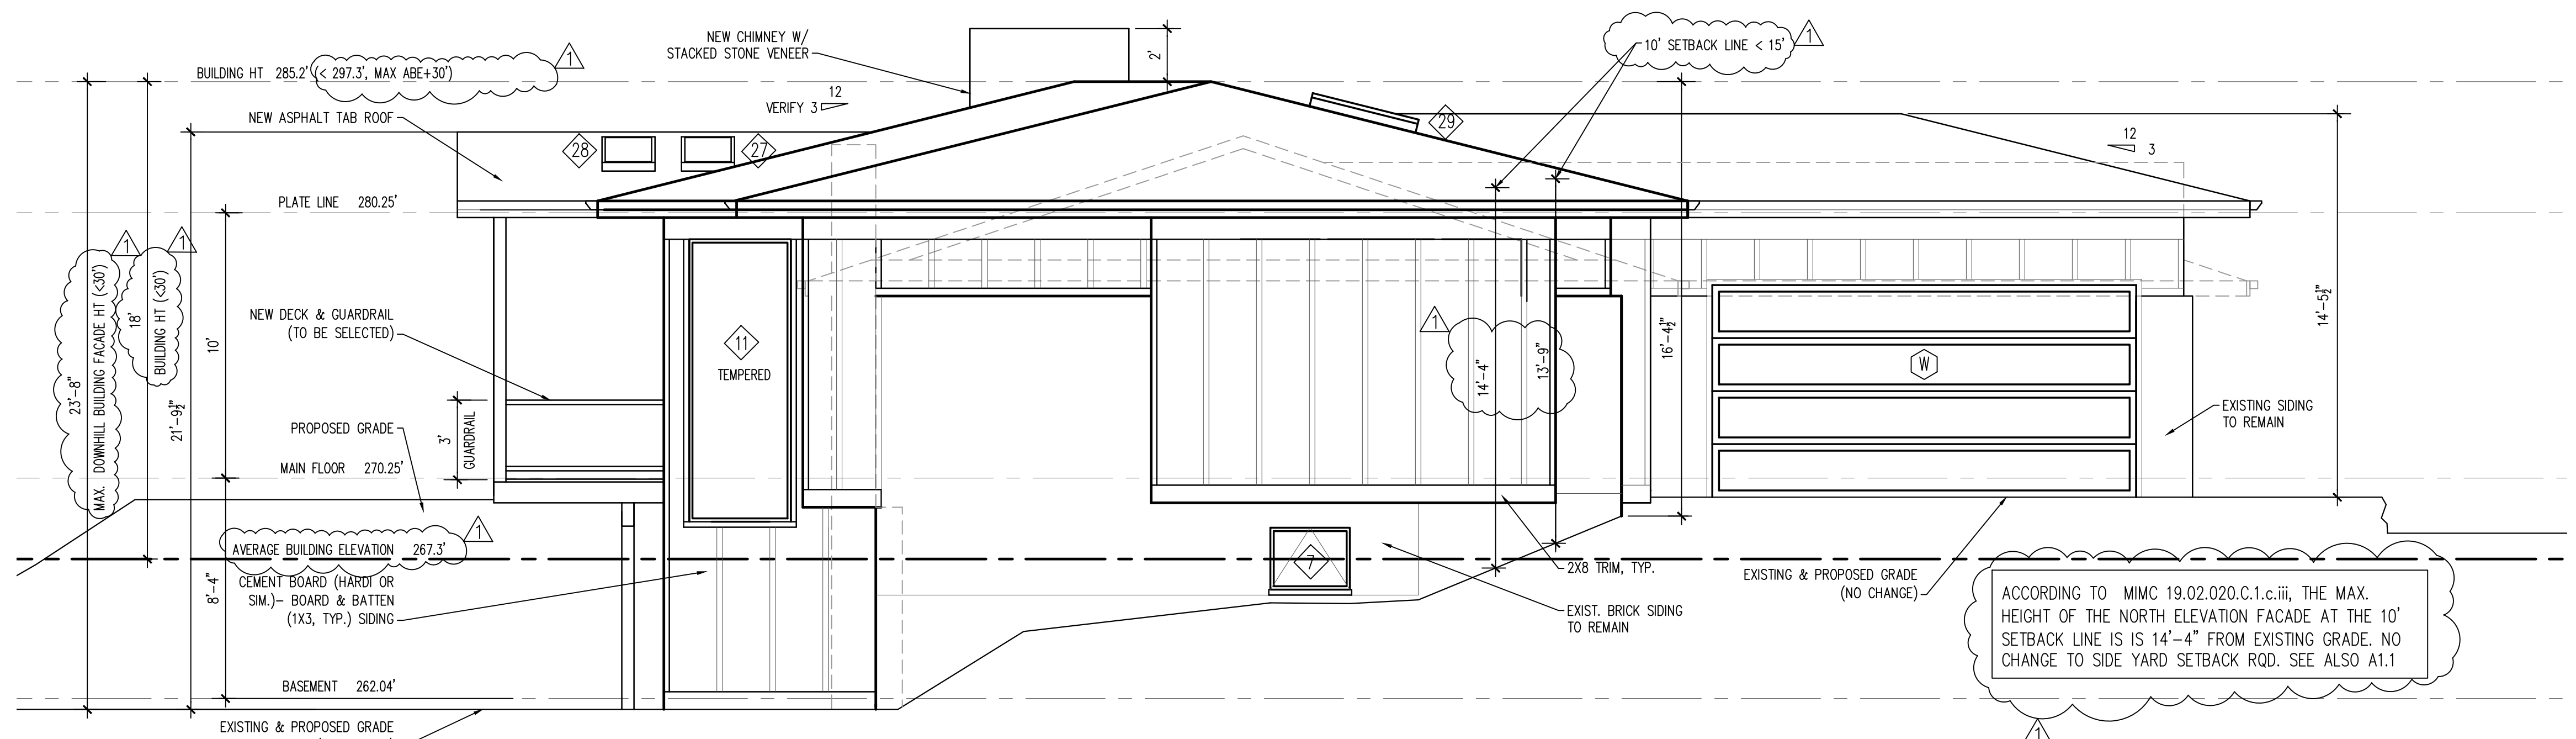 NEW CHIMNEY W/
STACKED STONE VENEER
2'
10' SETBACK LINE < 15'
1
BUILDING HT 285.2' (< 297.3', MAX ABE+30')
1
12
VERIFY 3
NEW ASPHALT TAB ROOF
28
27
29
12
3
PLATE LINE 280.25'
1
1
MAX. DOWNHILL BUILDING FACADE HT (<30')
23'-8"
BUILDING HT (<30')
18'
21'-9½"
10'
NEW DECK & GUARDRAIL
(TO BE SELECTED)
11
TEMPERED
1
14'-4"
13'-9"
16'-4½"
14'-5½"
W
3'
GUARDRAIL
PROPOSED GRADE
EXISTING SIDING
TO REMAIN
MAIN FLOOR 270.25'
1
AVERAGE BUILDING ELEVATION 267.3'
8'-4"
CEMENT BOARD (HARDI OR
SIM.)- BOARD & BATTEN
(1X3, TYP.) SIDING
7
2X8 TRIM, TYP.
EXIST. BRICK SIDING
TO REMAIN
EXISTING & PROPOSED GRADE
(NO CHANGE)
ACCORDING TO MIMC 19.02.020.C.1.c.iii, THE MAX.
HEIGHT OF THE NORTH ELEVATION FACADE AT THE 10'
SETBACK LINE IS IS 14'-4" FROM EXISTING GRADE. NO
CHANGE TO SIDE YARD SETBACK RQD. SEE ALSO A1.1
1
BASEMENT 262.04'
EXISTING & PROPOSED GRADE